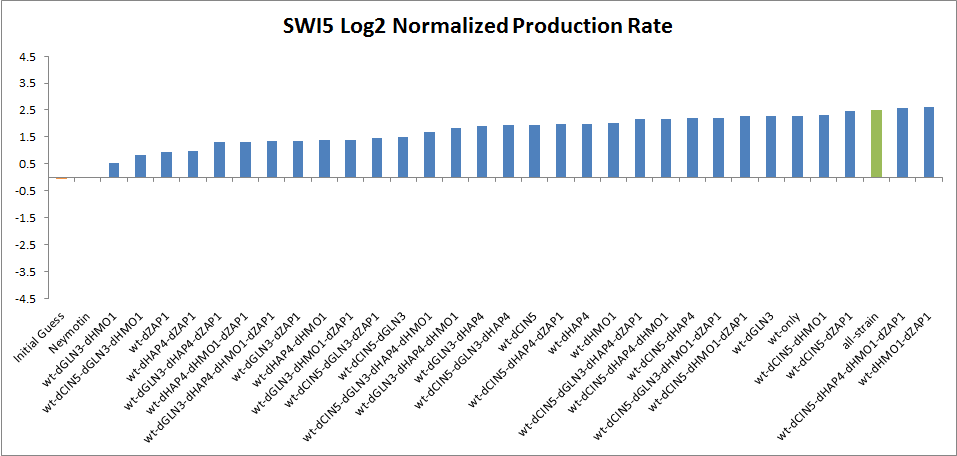 SWI5 Log2 Normalized Production Rate
4.5
3.5
2.5
1.5
0.5
-0.5
-1.5
-2.5
-3.5
-4.5
Initial Guess
Neymotin
wt-dGLN3-dHMO1
wt-dCIN5-dGLN3-dHMO1
wt-dZAP1
wt-dHAP4-dZAP1
wt-dGLN3-dHAP4-dZAP1
wt-dHAP4-dHMO1-dZAP1
wt-dGLN3-dHAP4-dHMO1-dZAP1
wt-dGLN3-dZAP1
wt-dHAP4-dHMO1
wt-dGLN3-dHMO1-dZAP1
wt-dCIN5-dGLN3-dZAP1
wt-dCIN5-dGLN3
wt-dCIN5-dGLN3-dHAP4-dHMO1
wt-dGLN3-dHAP4-dHMO1
wt-dGLN3-dHAP4
wt-dCIN5-dGLN3-dHAP4
wt-dCIN5
wt-dCIN5-dHAP4-dZAP1
wt-dHAP4
wt-dHMO1
wt-dCIN5-dGLN3-dHAP4-dZAP1
wt-dCIN5-dHAP4-dHMO1
wt-dCIN5-dHAP4
wt-dCIN5-dGLN3-dHMO1-dZAP1
wt-dCIN5-dHMO1-dZAP1
wt-dGLN3
wt-only
wt-dCIN5-dHMO1
wt-dCIN5-dZAP1
all-strain
wt-dCIN5-dHAP4-dHMO1-dZAP1
wt-dHMO1-dZAP1